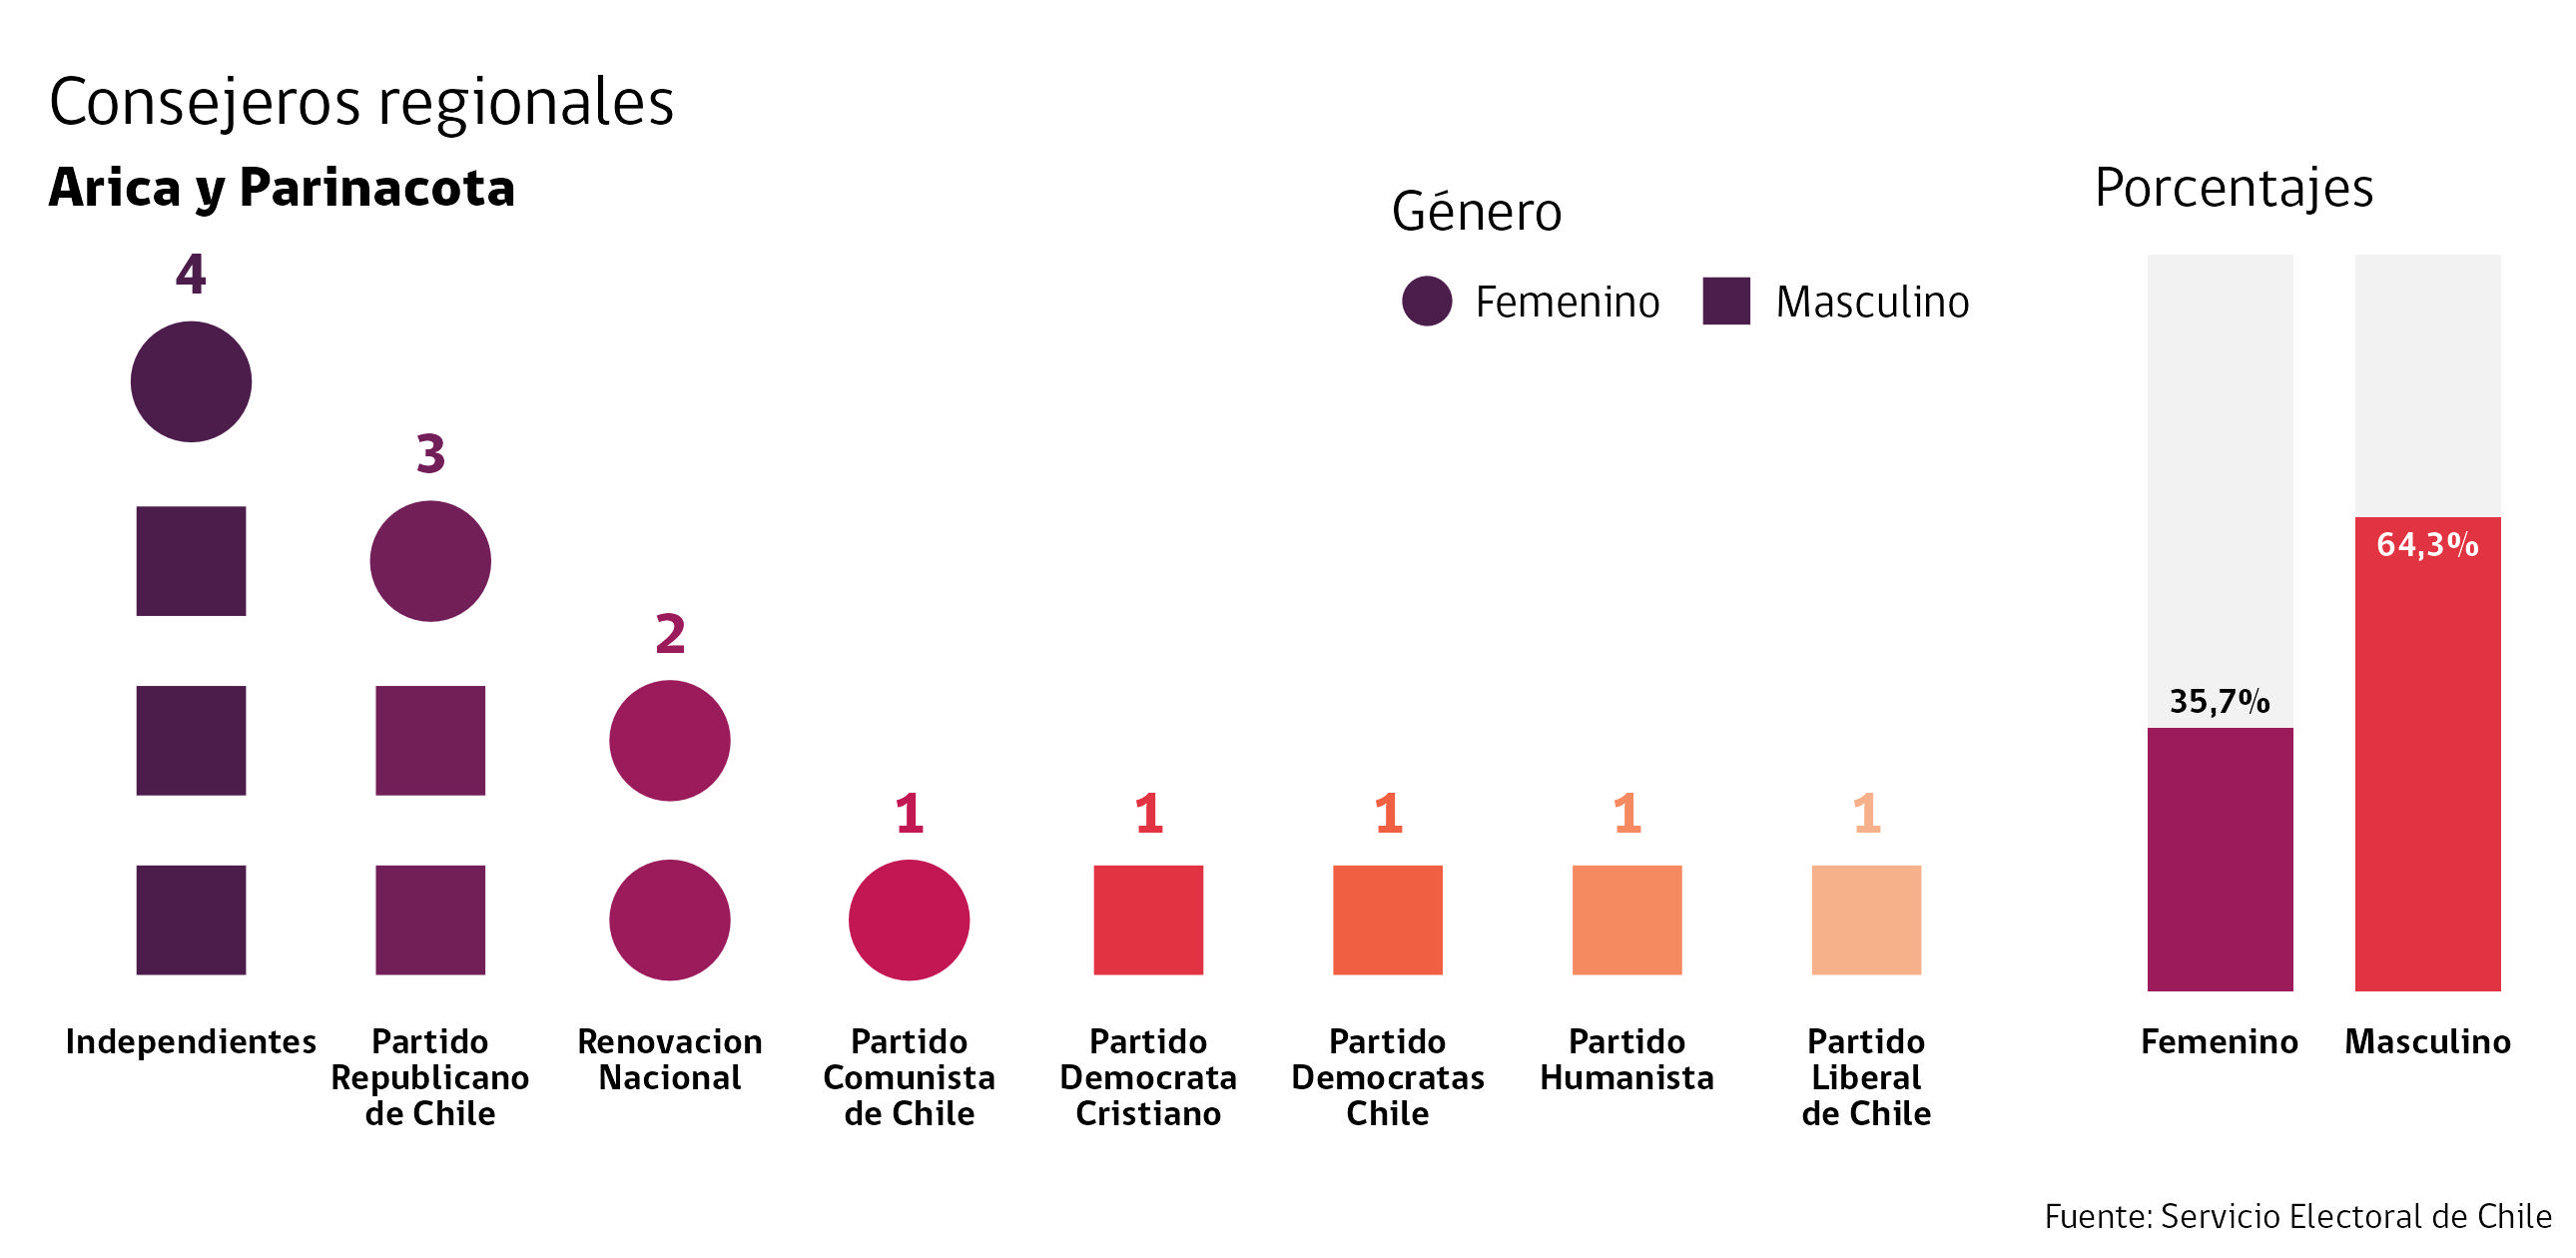 Consejeros regionales
Arica y Parinacota
Género
Femenino
Masculino
4
3
2
1
1
1
1
1
Independientes
Partido
Republicano
de Chile
Renovacion
Nacional
Partido
Comunista
de Chile
Partido
Democrata
Cristiano
Partido
Democratas
Chile
Partido
Humanista
Partido
Liberal
de Chile
Porcentajes
35,7%
64,3%
Femenino
Masculino
Fuente: Servicio Electoral de Chile